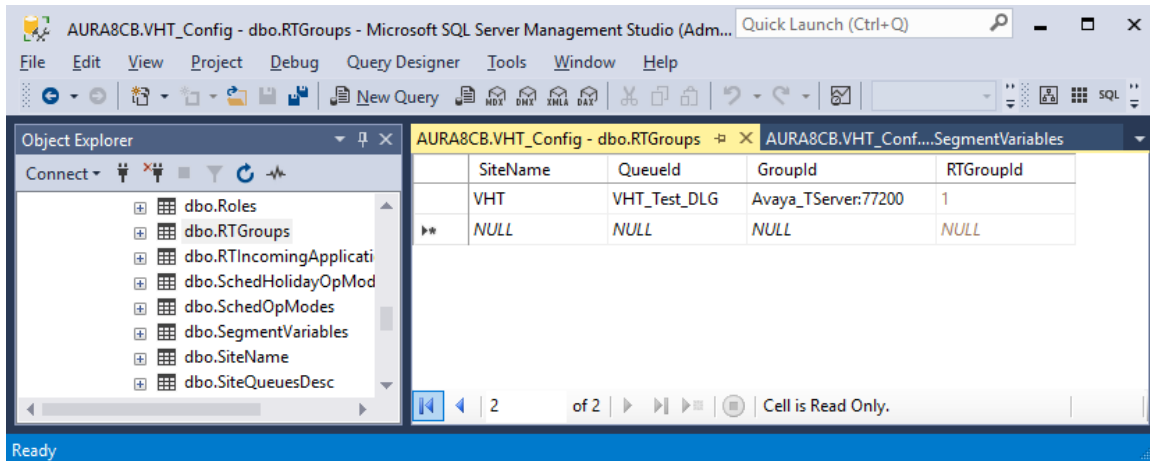 AURA8CB.VHT_Config - dbo.RTGroups - Microsoft SQL Server Management Studio (Adm... Quick Launch (Ctrl+Q)
File Edit View Project Debug Query Designer Tools Window Help
New Query MDX DMX XMLA DAX SQL
Object Explorer
AURA8CB.VHT_Config - dbo.RTGroups AURA8CB.VHT_Conf....SegmentVariables
Connect
dbo.Roles
dbo.RTGroups
dbo.RTIncomingApplicati
dbo.SchedHolidayOpMod
dbo.SchedOpModes
dbo.SegmentVariables
dbo.SiteName
dbo.SiteQueuesDesc
SiteName QueueId GroupId RTGroupId
VHT VHT_Test_DLG Avaya_TServer:77200 1
NULL NULL NULL NULL
2 of 2 Cell is Read Only.
Ready